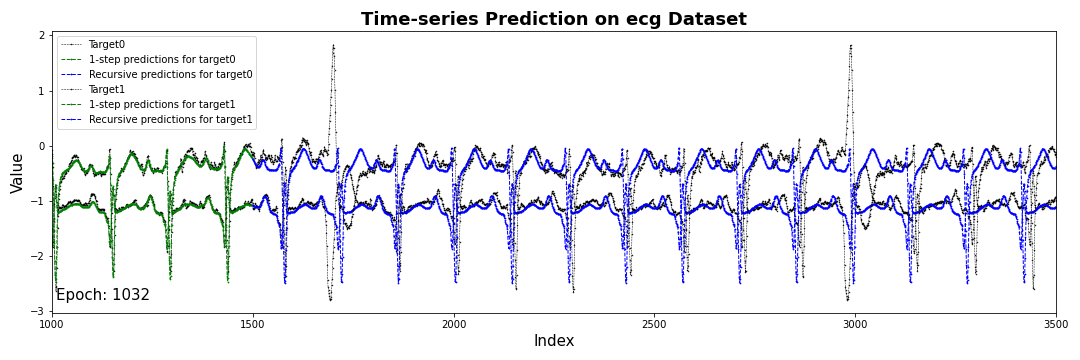 Time-series Prediction on ecg Dataset
Target0
1-step predictions for target0
Recursive predictions for target0
Target1
1-step predictions for target1
Recursive predictions for target1
2
1
0
−1
−2
−3
Value
Epoch: 1032
1000 1500 2000 2500 3000 3500
Index